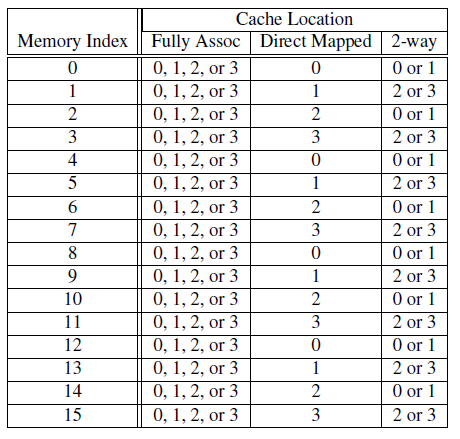 Cache Location
Memory Index Fully Assoc Direct Mapped 2-way
0 0, 1, 2, or 3 0 0 or 1
1 0, 1, 2, or 3 1 2 or 3
2 0, 1, 2, or 3 2 0 or 1
3 0, 1, 2, or 3 3 2 or 3
4 0, 1, 2, or 3 0 0 or 1
5 0, 1, 2, or 3 1 2 or 3
6 0, 1, 2, or 3 2 0 or 1
7 0, 1, 2, or 3 3 2 or 3
8 0, 1, 2, or 3 0 0 or 1
9 0, 1, 2, or 3 1 2 or 3
10 0, 1, 2, or 3 2 0 or 1
11 0, 1, 2, or 3 3 2 or 3
12 0, 1, 2, or 3 0 0 or 1
13 0, 1, 2, or 3 1 2 or 3
14 0, 1, 2, or 3 2 0 or 1
15 0, 1, 2, or 3 3 2 or 3